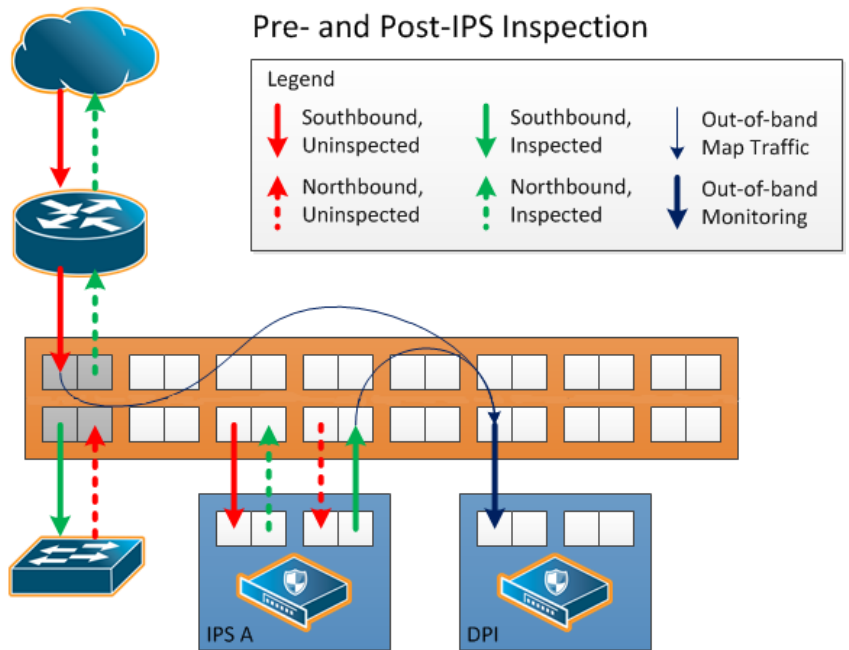 Pre- and Post-IPS Inspection
Legend
Southbound,
Uninspected
Southbound,
Inspected
Out-of-band
Map Traffic
Northbound,
Uninspected
Northbound,
Inspected
Out-of-band
Monitoring
IPS A
DPI